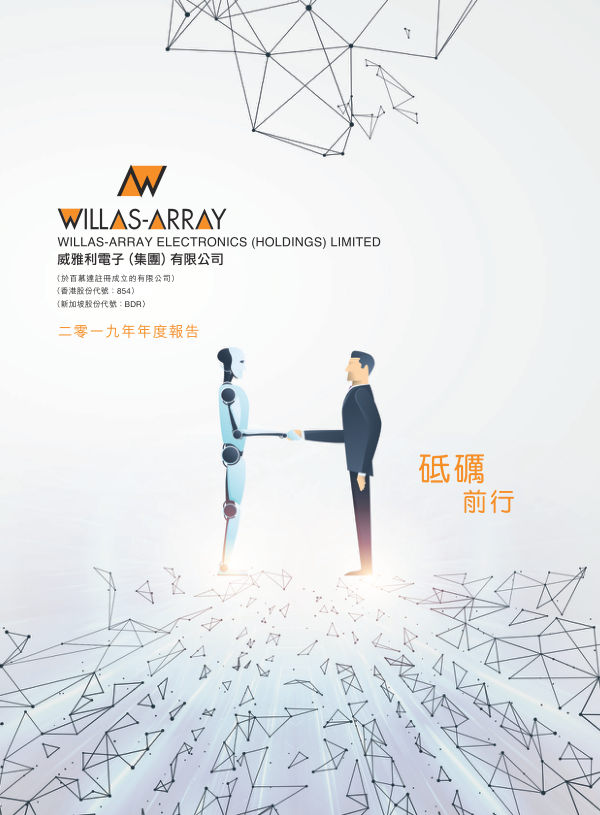 WILLAS-ARRAY
WILLAS-ARRAY ELECTRONICS (HOLDINGS) LIMITED
威雅利電子(集團)有限公司
(於百慕達註冊成立的有限公司)
(香港股份代號：854)
(新加坡股份代號：BDR)
二零一九年年度報告
砥礪
前行